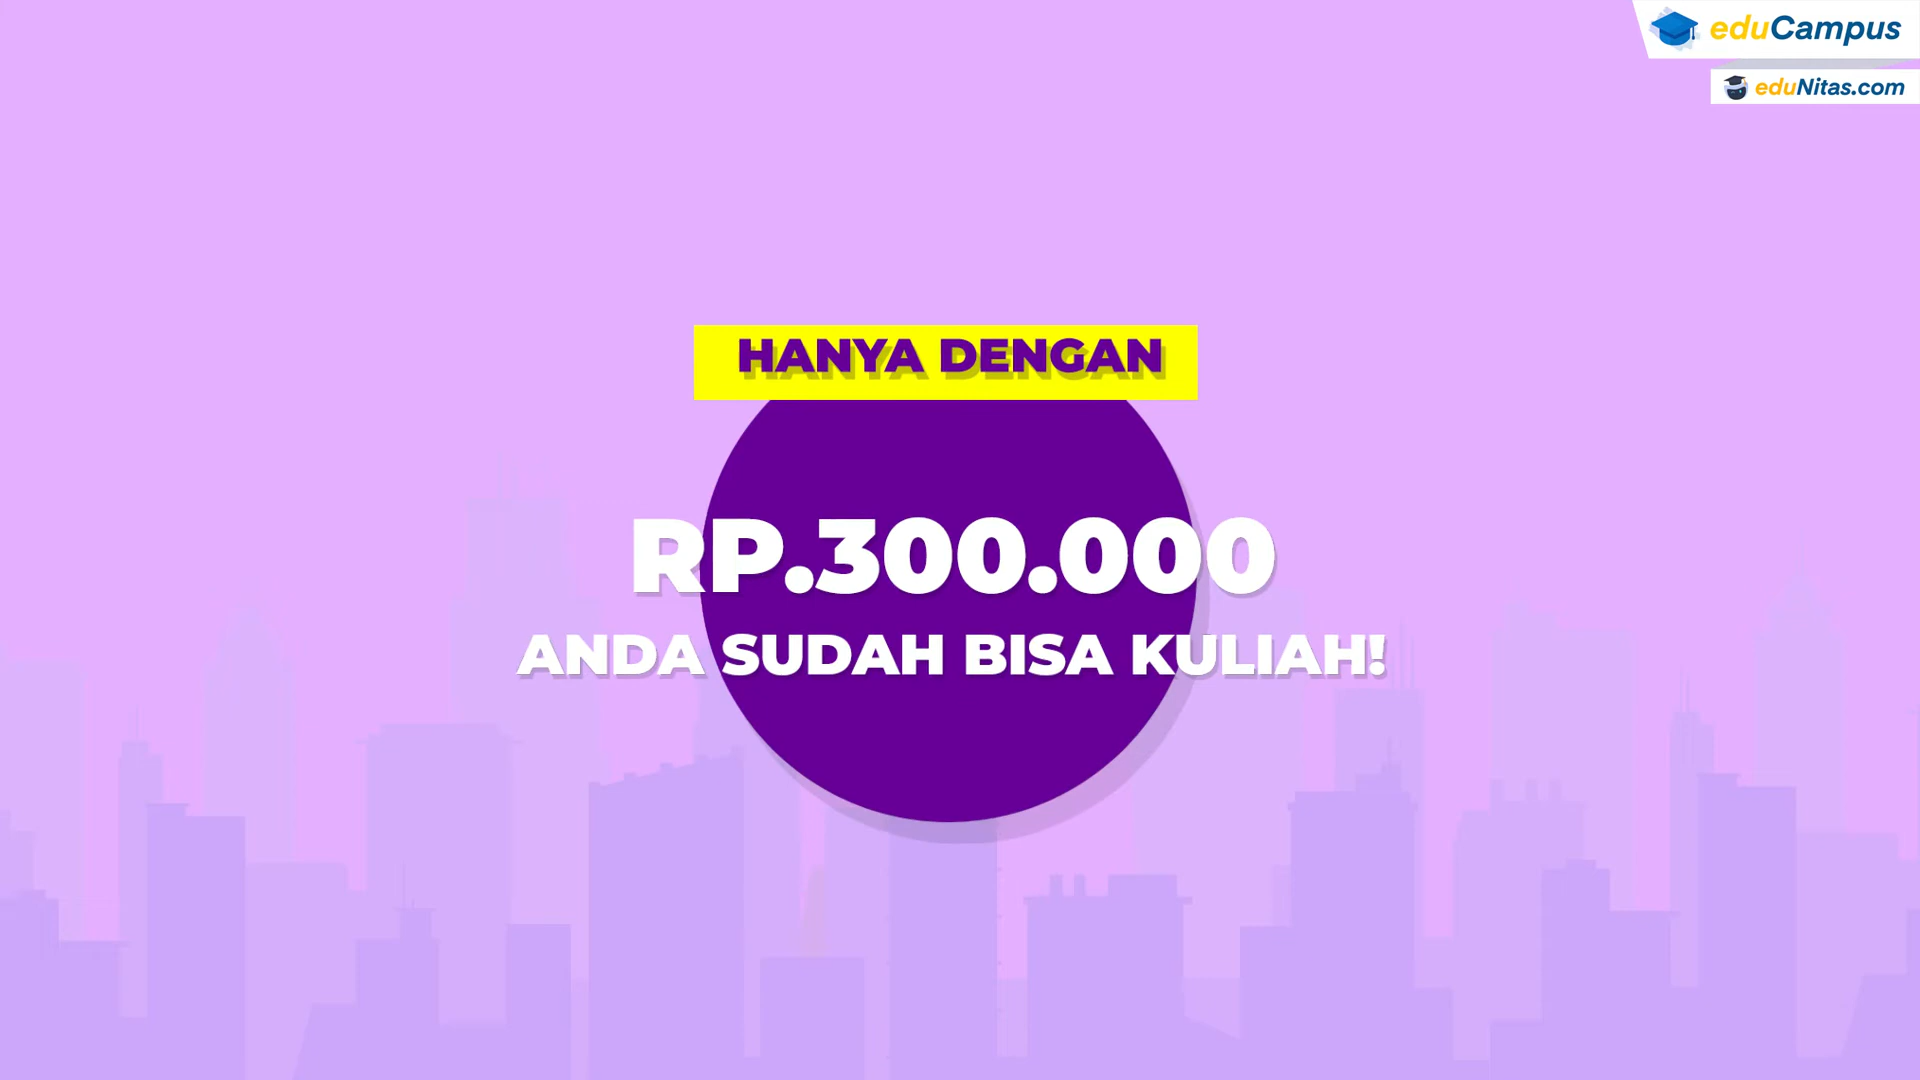 eduCampus
eduNitas.com
HANYA DENGAN
RP.300.000
ANDA SUDAH BISA KULIAH!